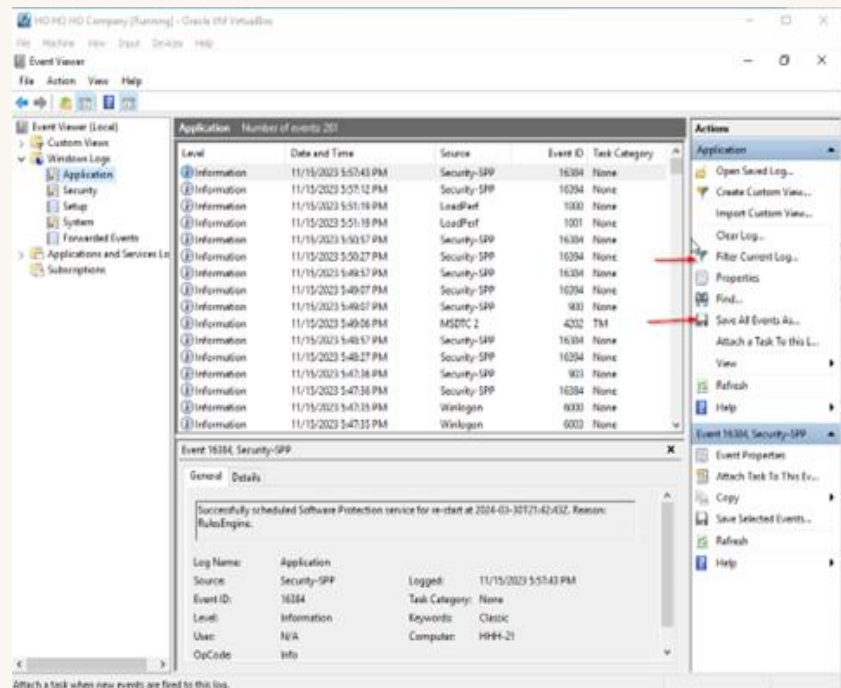 HO HO HO Company [Running] - Oracle VM VirtualBox
File Machine View Input Devices Help
Event Viewer
File Action View Help
Event Viewer (Local)
Custom Views
Windows Logs
Application
Security
Setup
System
Forwarded Events
Applications and Services Lo
Subscriptions
Application Number of events: 201
Level Date and Time Source Event ID Task Category
Information 11/15/2023 5:57:43 PM Security-SPP 16384 None
Information 11/15/2023 5:57:12 PM Security-SPP 16394 None
Information 11/15/2023 5:51:19 PM LoadPerf 1000 None
Information 11/15/2023 5:51:19 PM LoadPerf 1001 None
Information 11/15/2023 5:50:57 PM Security-SPP 16384 None
Information 11/15/2023 5:50:27 PM Security-SPP 16394 None
Information 11/15/2023 5:49:57 PM Security-SPP 16384 None
Information 11/15/2023 5:49:07 PM Security-SPP 16394 None
Information 11/15/2023 5:49:07 PM Security-SPP 900 None
Information 11/15/2023 5:49:06 PM MSDTC 2 4202 TM
Information 11/15/2023 5:48:57 PM Security-SPP 16384 None
Information 11/15/2023 5:48:27 PM Security-SPP 16394 None
Information 11/15/2023 5:47:36 PM Security-SPP 903 None
Information 11/15/2023 5:47:36 PM Security-SPP 16384 None
Information 11/15/2023 5:47:35 PM Winlogon 6000 None
Information 11/15/2023 5:47:35 PM Winlogon 6003 None
Event 16384, Security-SPP
General Details
Successfully scheduled Software Protection service for re-start at 2024-03-30T21:42:43Z. Reason:
RulesEngine.
Log Name: Application
Source: Security-SPP Logged: 11/15/2023 5:57:43 PM
Event ID: 16384 Task Category: None
Level: Information Keywords: Classic
User: N/A Computer: HHH-21
OpCode: Info
Actions
Application
Open Saved Log...
Create Custom View...
Import Custom View...
Clear Log...
Filter Current Log...
Properties
Find...
Save All Events As...
Attach a Task To this L...
View
Refresh
Help
Event 16384, Security-SPP
Event Properties
Attach Task To This Ev...
Copy
Save Selected Events...
Refresh
Help
Attach a task when new events are fired to this log.